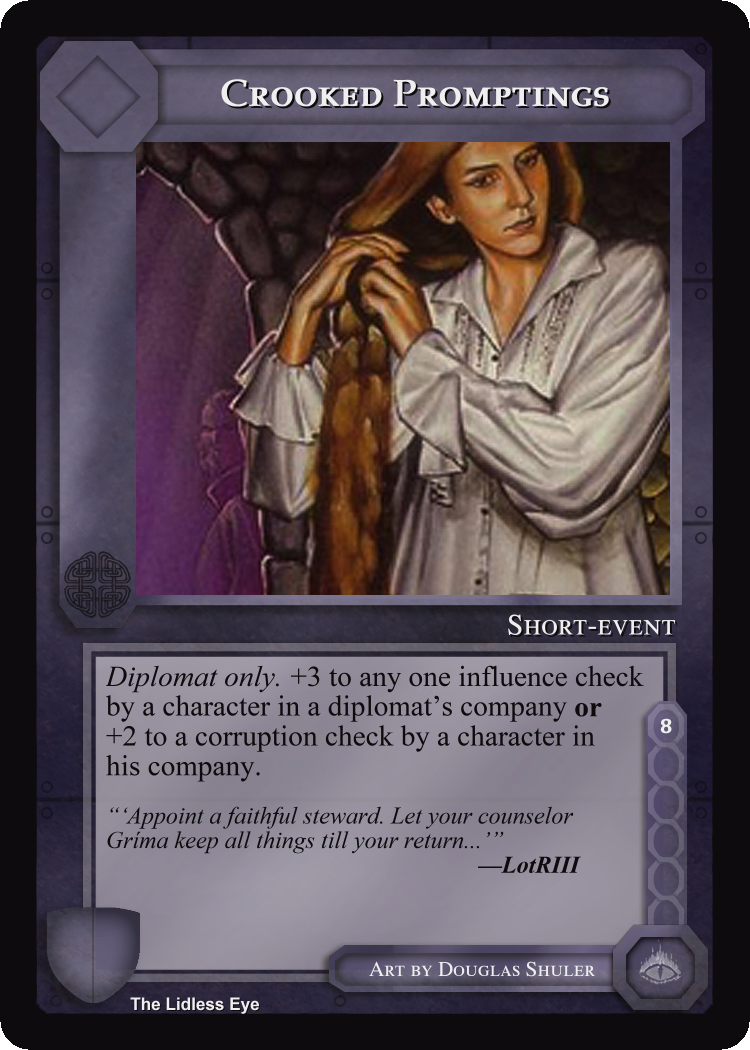 Crooked Promptings
Short-event
Diplomat only. +3 to any one influence check
by a character in a diplomat’s company or
+2 to a corruption check by a character in
his company.
8
“‘Appoint a faithful steward. Let your counselor
Gríma keep all things till your return...’”
—LotRIII
Art by Douglas Shuler
The Lidless Eye